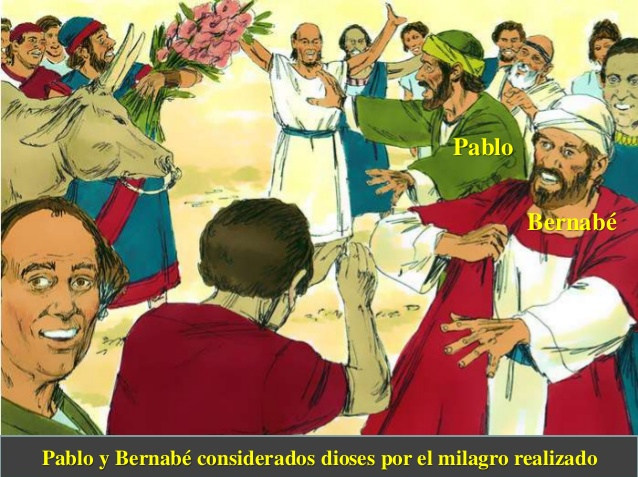 Pablo
Bernabé
Pablo y Bernabé considerados dioses por el milagro realizado